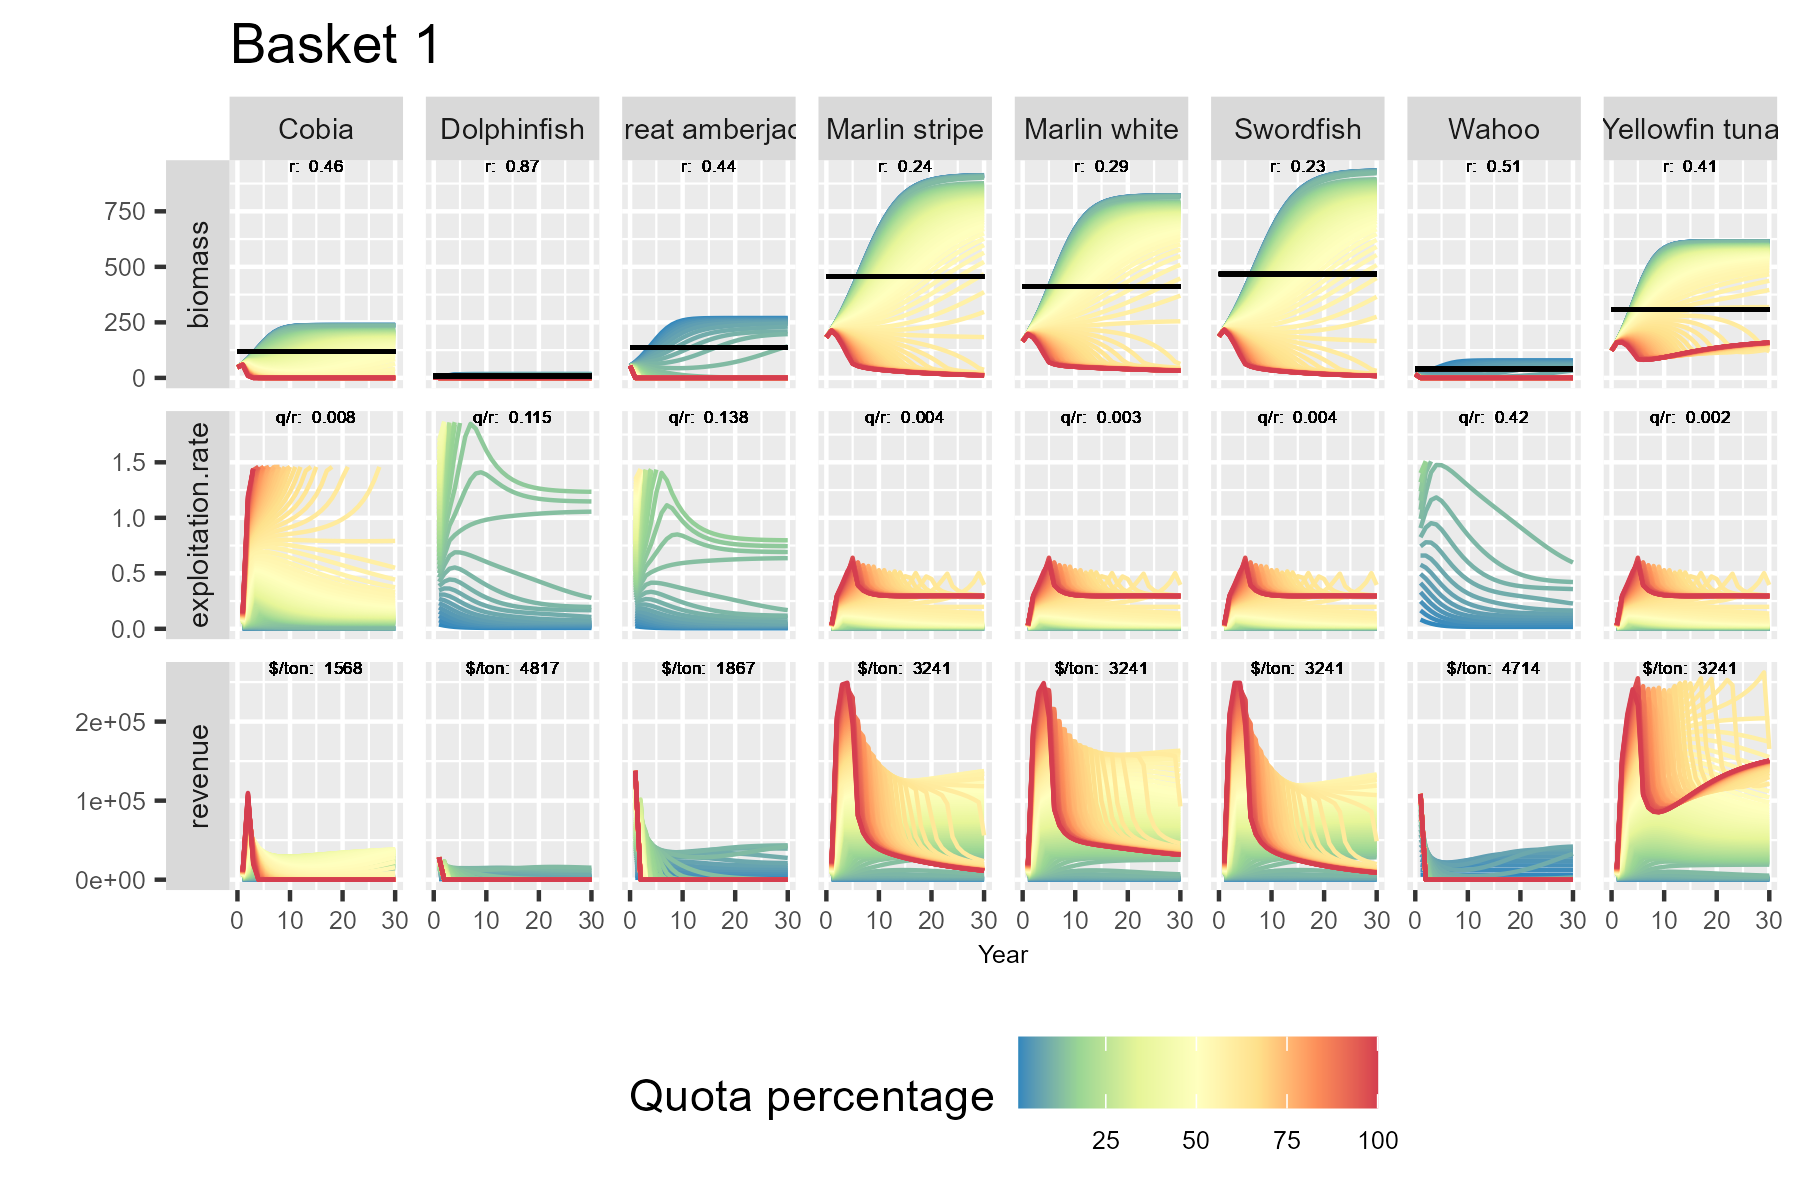 Basket 1
Cobia Dolphinfish reat amberjac Marlin stripe Marlin white Swordfish Wahoo Yellowfin tuna
r: 0.46 r: 0.87 r: 0.44 r: 0.24 r: 0.29 r: 0.23 r: 0.51 r: 0.41
biomass
750
500
250
0
q/r: 0.008 q/r: 0.115 q/r: 0.138 q/r: 0.004 q/r: 0.003 q/r: 0.004 q/r: 0.42 q/r: 0.002
exploitation.rate
1.5
1.0
0.5
0.0
$/ton: 1568 $/ton: 4817 $/ton: 1867 $/ton: 3241 $/ton: 3241 $/ton: 3241 $/ton: 4714 $/ton: 3241
revenue
2e+05
1e+05
0e+00
0 10 20 30 0 10 20 30 0 10 20 30 0 10 20 30 0 10 20 30 0 10 20 30 0 10 20 30 0 10 20 30
Year
Quota percentage
25 50 75 100